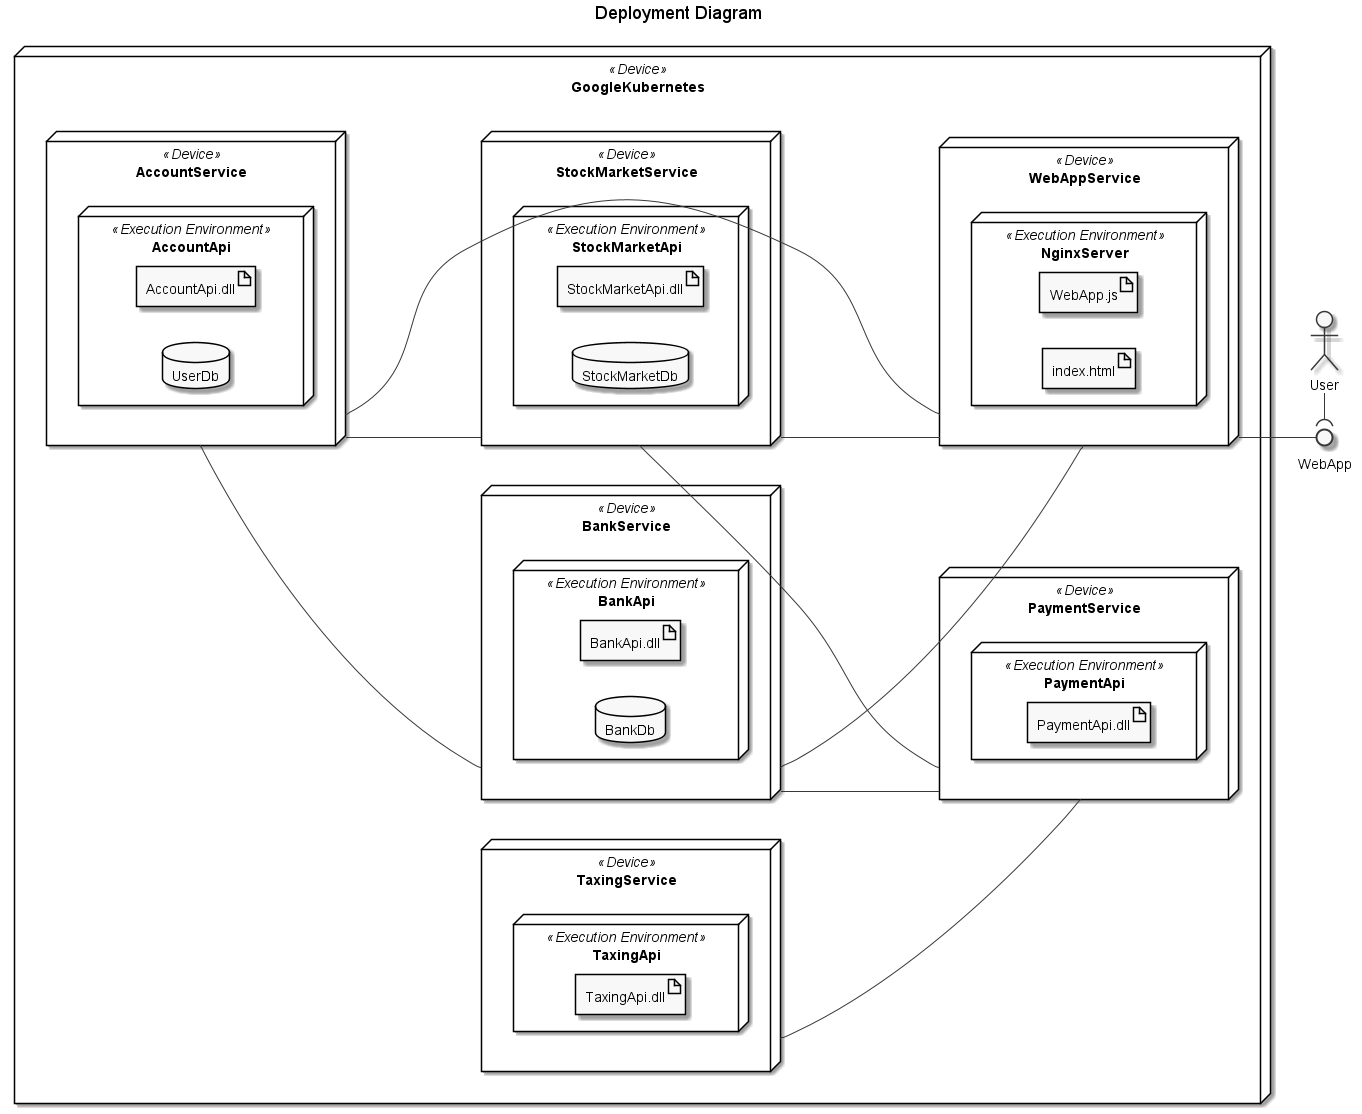 Deployment Diagram
« Device»
GoogleKubernetes
« Device»
AccountService
« Execution Environment»
AccountApi
AccountApi.dll
UserDb
« Device»
StockMarketService
« Execution Environment»
StockMarketApi
StockMarketApi.dll
StockMarketDb
« Device»
WebAppService
« Execution Environment»
NginxServer
WebApp.js
index.html
User
WebApp
« Device»
BankService
« Execution Environment»
BankApi
BankApi.dll
BankDb
« Device»
PaymentService
« Execution Environment»
PaymentApi
PaymentApi.dll
« Device»
TaxingService
« Execution Environment»
TaxingApi
TaxingApi.dll